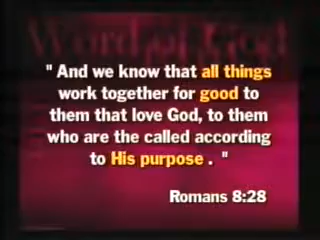 Word of God
" And we know that all things
work together for good to
them that love God, to them
who are the called according
to His purpose . "
Romans 8:28